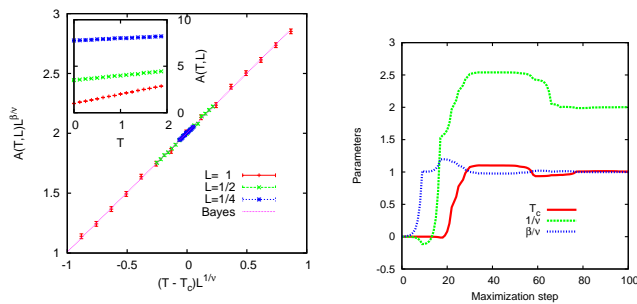 3
2.5
2
1.5
1
A(T,L)L^β/ν
-1
-0.5
0
0.5
1
(T - T_c)L^1/ν
10
5
0
A(T,L)
0
1
2
T
L= 1
L=1/2
L=1/4
Bayes
3
2.5
2
1.5
1
0.5
0
-0.5
Parameters
0
20
40
60
80
100
Maximization step
T_c
1/ν
β/ν